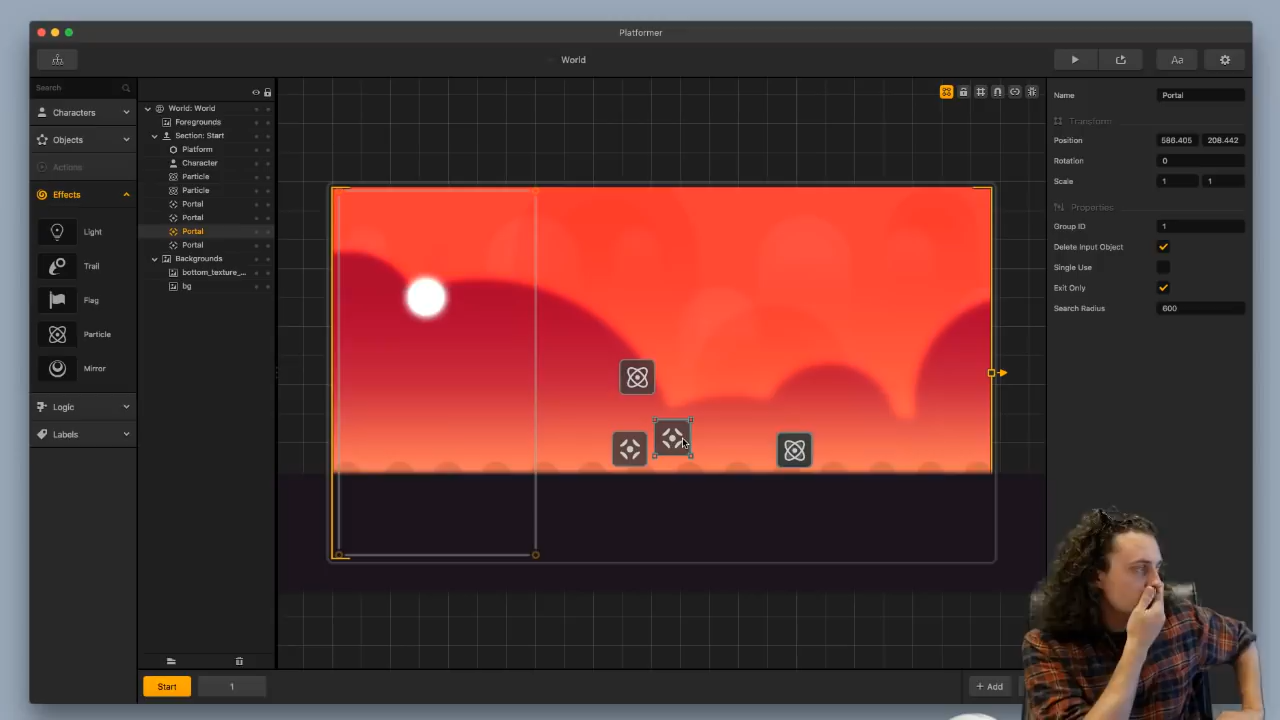 Platformer
World
Aa
Search
Characters
Objects
Actions
Effects
Light
Trail
Flag
Particle
Mirror
Logic
Labels
World: World
Foregrounds
Section: Start
Platform
Character
Particle
Particle
Portal
Portal
Portal
Portal
Backgrounds
bottom_texture_...
bg
Name Portal
Transform
Position 586.405 208.442
Rotation 0
Scale 1 1
Properties
Group ID 1
Delete Input Object
Single Use
Exit Only
Search Radius 600
Start 1
+ Add